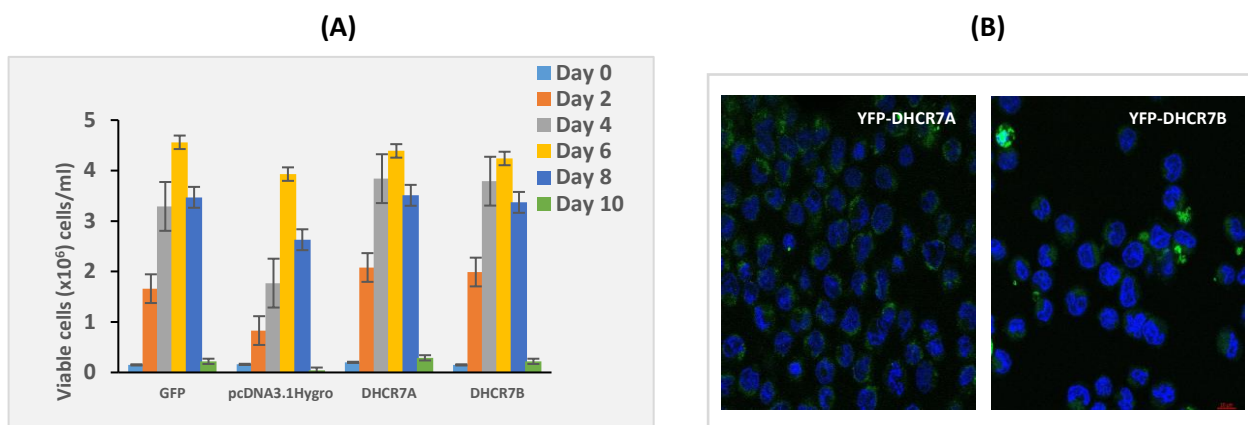 (A)
(B)
Day 0
Day 2
Day 4
Day 6
Day 8
Day 10
Viable cells (x10⁶) cells/ml)
5
4
3
2
1
0
GFP
pcDNA3.1Hygro
DHCR7A
DHCR7B
YFP-DHCR7A
YFP-DHCR7B